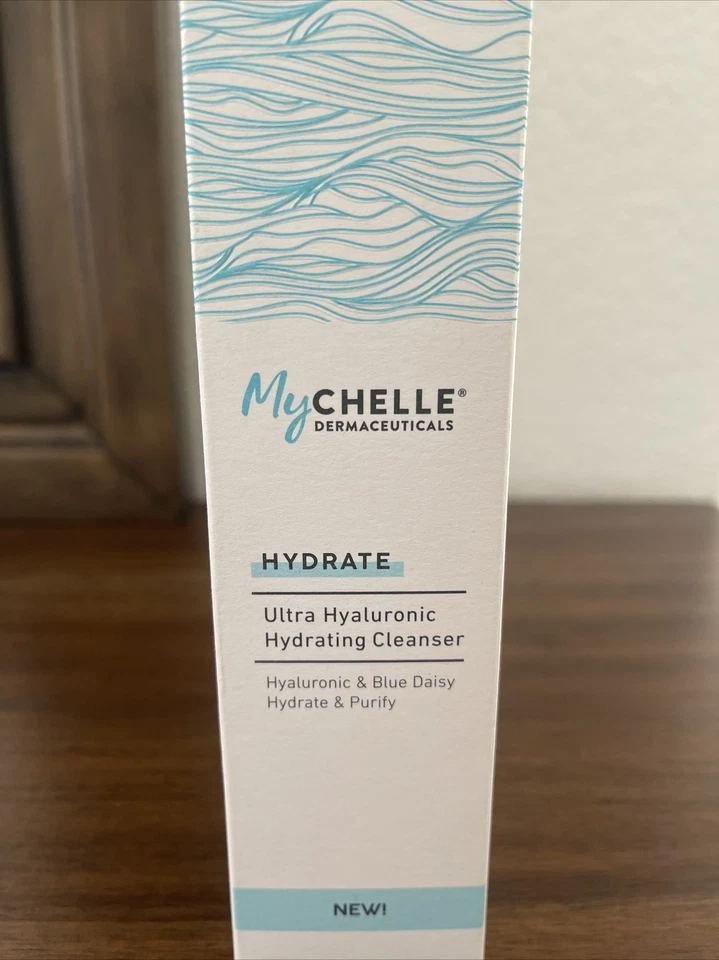 MyCHELLE®
DERMACEUTICALS
HYDRATE
Ultra Hyaluronic
Hydrating Cleanser
Hyaluronic & Blue Daisy
Hydrate & Purify
NEW!